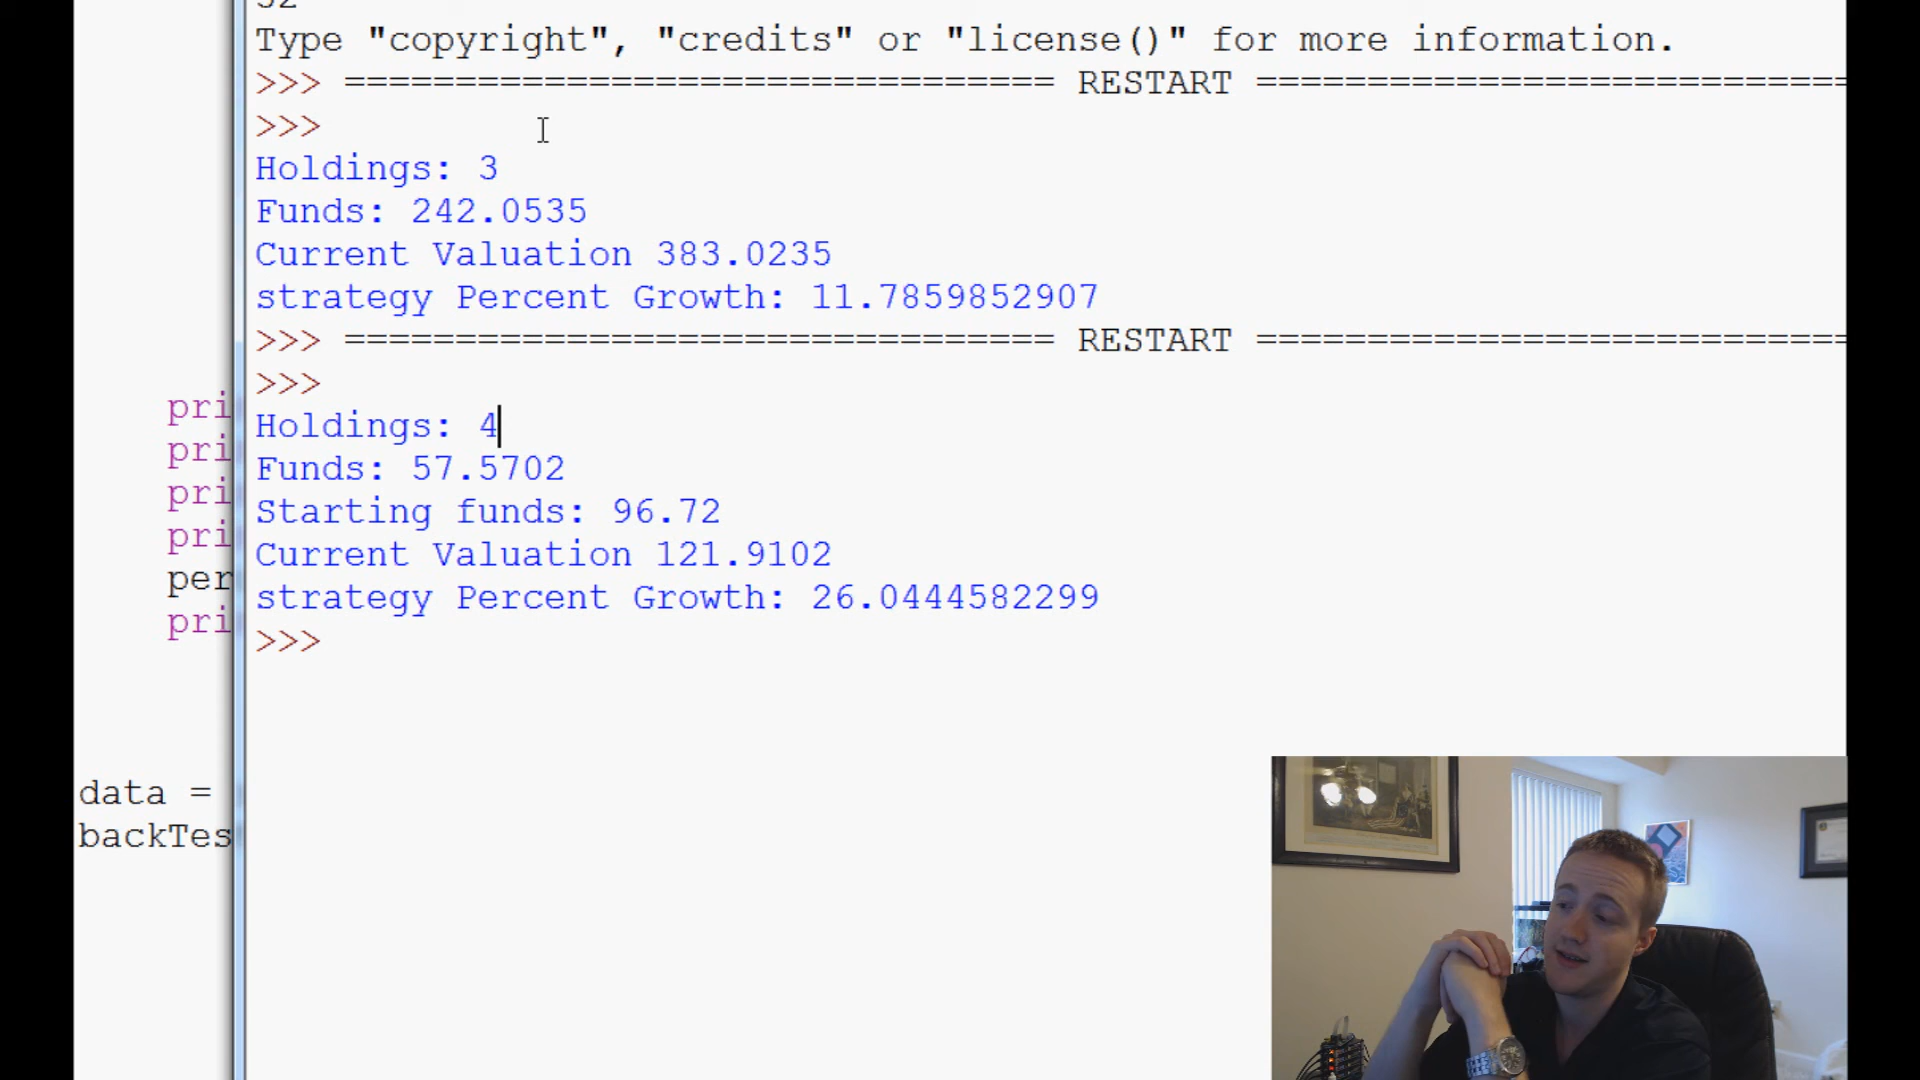 Type "copyright", "credits" or "license()" for more information.
>>> ================================ RESTART ===========================
>>>
Holdings: 3
Funds: 242.0535
Current Valuation 383.0235
strategy Percent Growth: 11.7859852907
>>> ================================ RESTART ===========================
>>>
pri
Holdings: 4
pri
Funds: 57.5702
pri
Starting funds: 96.72
pri
Current Valuation 121.9102
per
strategy Percent Growth: 26.0444582299
pri
>>>
data =
backTes